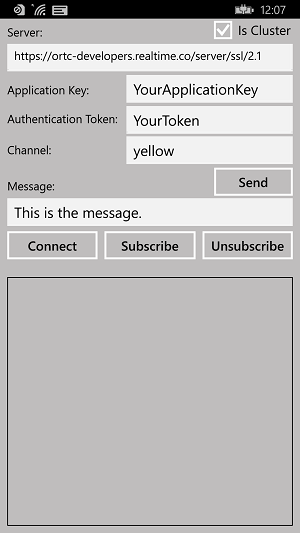 12:07
Server:
Is Cluster
https://ortc-developers.realtime.co/server/ssl/2.1
Application Key:
YourApplicationKey
Authentication Token:
YourToken
Channel:
yellow
Send
Message:
This is the message.
Connect
Subscribe
Unsubscribe